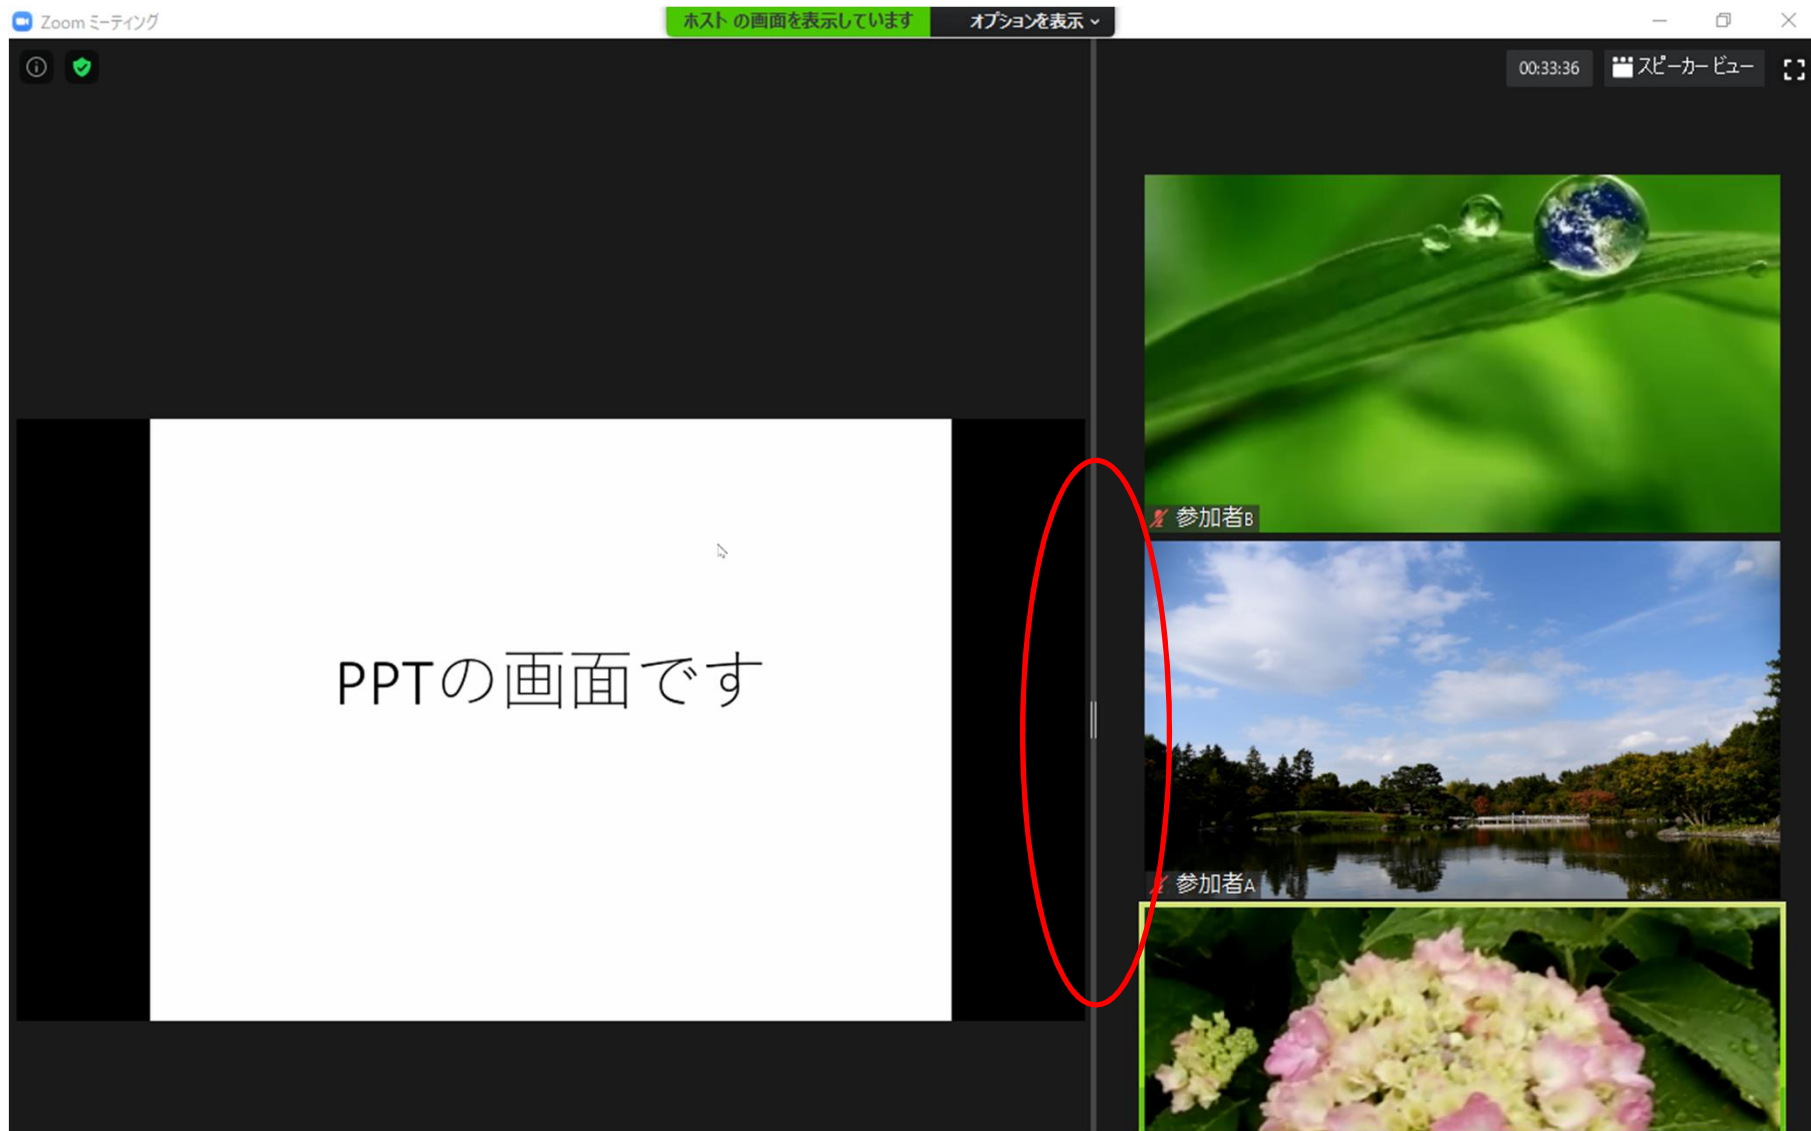 Zoom ミーティング
ホスト の画面を表示しています
オプションを表示
00:33:36
スピーカー ビュー
PPTの画面です
参加者B
参加者A